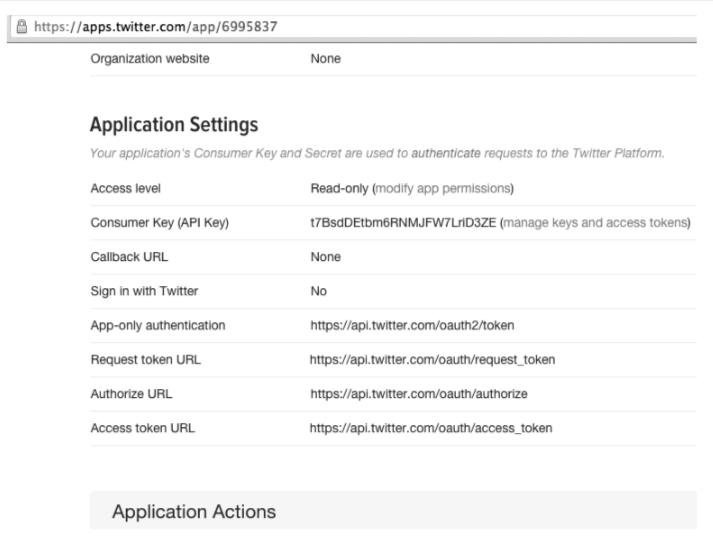 https://apps.twitter.com/app/6995837
Organization website None
Application Settings
Your application's Consumer Key and Secret are used to authenticate requests to the Twitter Platform.
Access level Read-only (modify app permissions)
Consumer Key (API Key) t7BsdDEtbm6RNMJFW7LriD3ZE (manage keys and access tokens)
Callback URL None
Sign in with Twitter No
App-only authentication https://api.twitter.com/oauth2/token
Request token URL https://api.twitter.com/oauth/request_token
Authorize URL https://api.twitter.com/oauth/authorize
Access token URL https://api.twitter.com/oauth/access_token
Application Actions